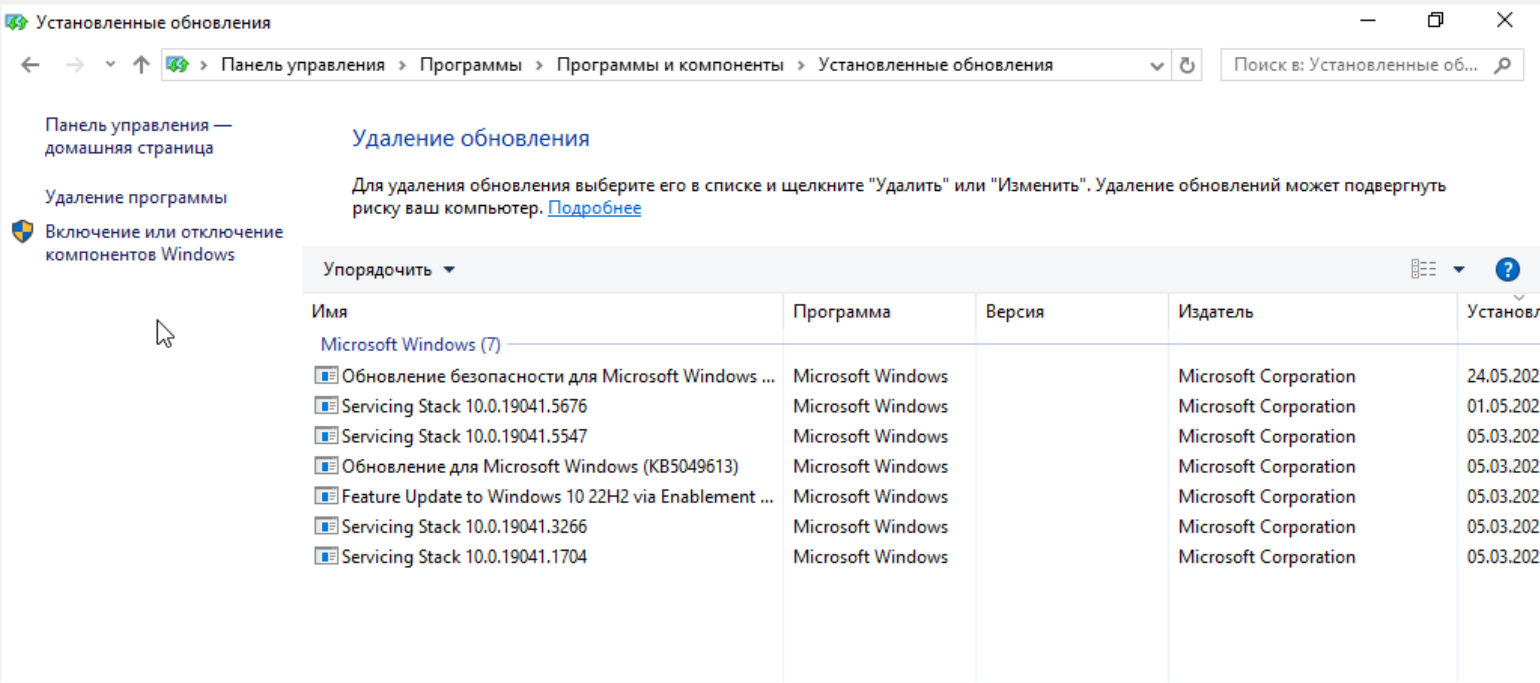 Установленные обновления
Панель управления › Программы › Программы и компоненты › Установленные обновления
Поиск в: Установленные об...
Панель управления —
домашняя страница
Удаление программы
Включение или отключение
компонентов Windows
Удаление обновления
Для удаления обновления выберите его в списке и щелкните "Удалить" или "Изменить". Удаление обновлений может подвергнуть
риску ваш компьютер. Подробнее
Упорядочить
Имя Программа Версия Издатель Установл
Microsoft Windows (7)
Обновление безопасности для Microsoft Windows ... Microsoft Windows Microsoft Corporation 24.05.202
Servicing Stack 10.0.19041.5676 Microsoft Windows Microsoft Corporation 01.05.202
Servicing Stack 10.0.19041.5547 Microsoft Windows Microsoft Corporation 05.03.202
Обновление для Microsoft Windows (KB5049613) Microsoft Windows Microsoft Corporation 05.03.202
Feature Update to Windows 10 22H2 via Enablement ... Microsoft Windows Microsoft Corporation 05.03.202
Servicing Stack 10.0.19041.3266 Microsoft Windows Microsoft Corporation 05.03.202
Servicing Stack 10.0.19041.1704 Microsoft Windows Microsoft Corporation 05.03.202